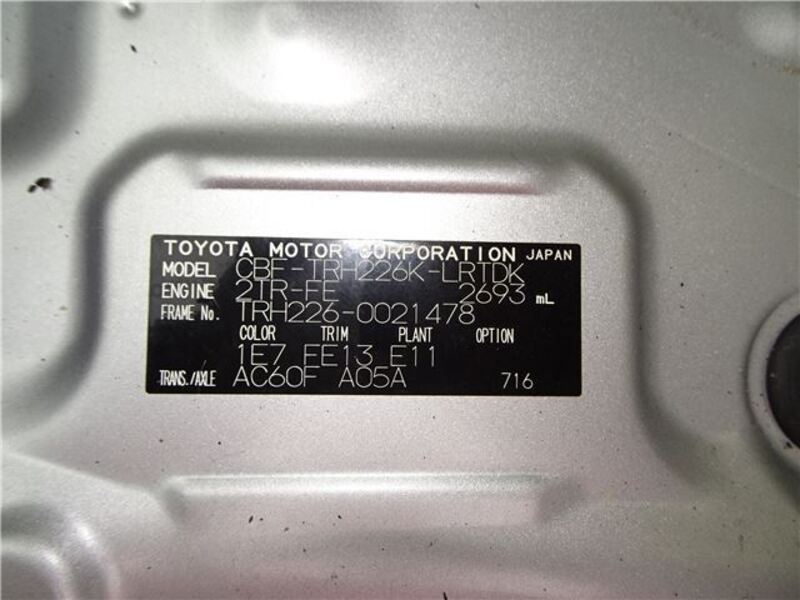 TOYOTA MOTOR CORPORATION JAPAN
MODEL CBF-TRH226K-LRTDK
ENGINE 2TR-FE 2693 mL
FRAME No. TRH226-0021478
COLOR TRIM PLANT OPTION
1E7 FE13 E11
TRANS./AXLE AC60F A05A 716